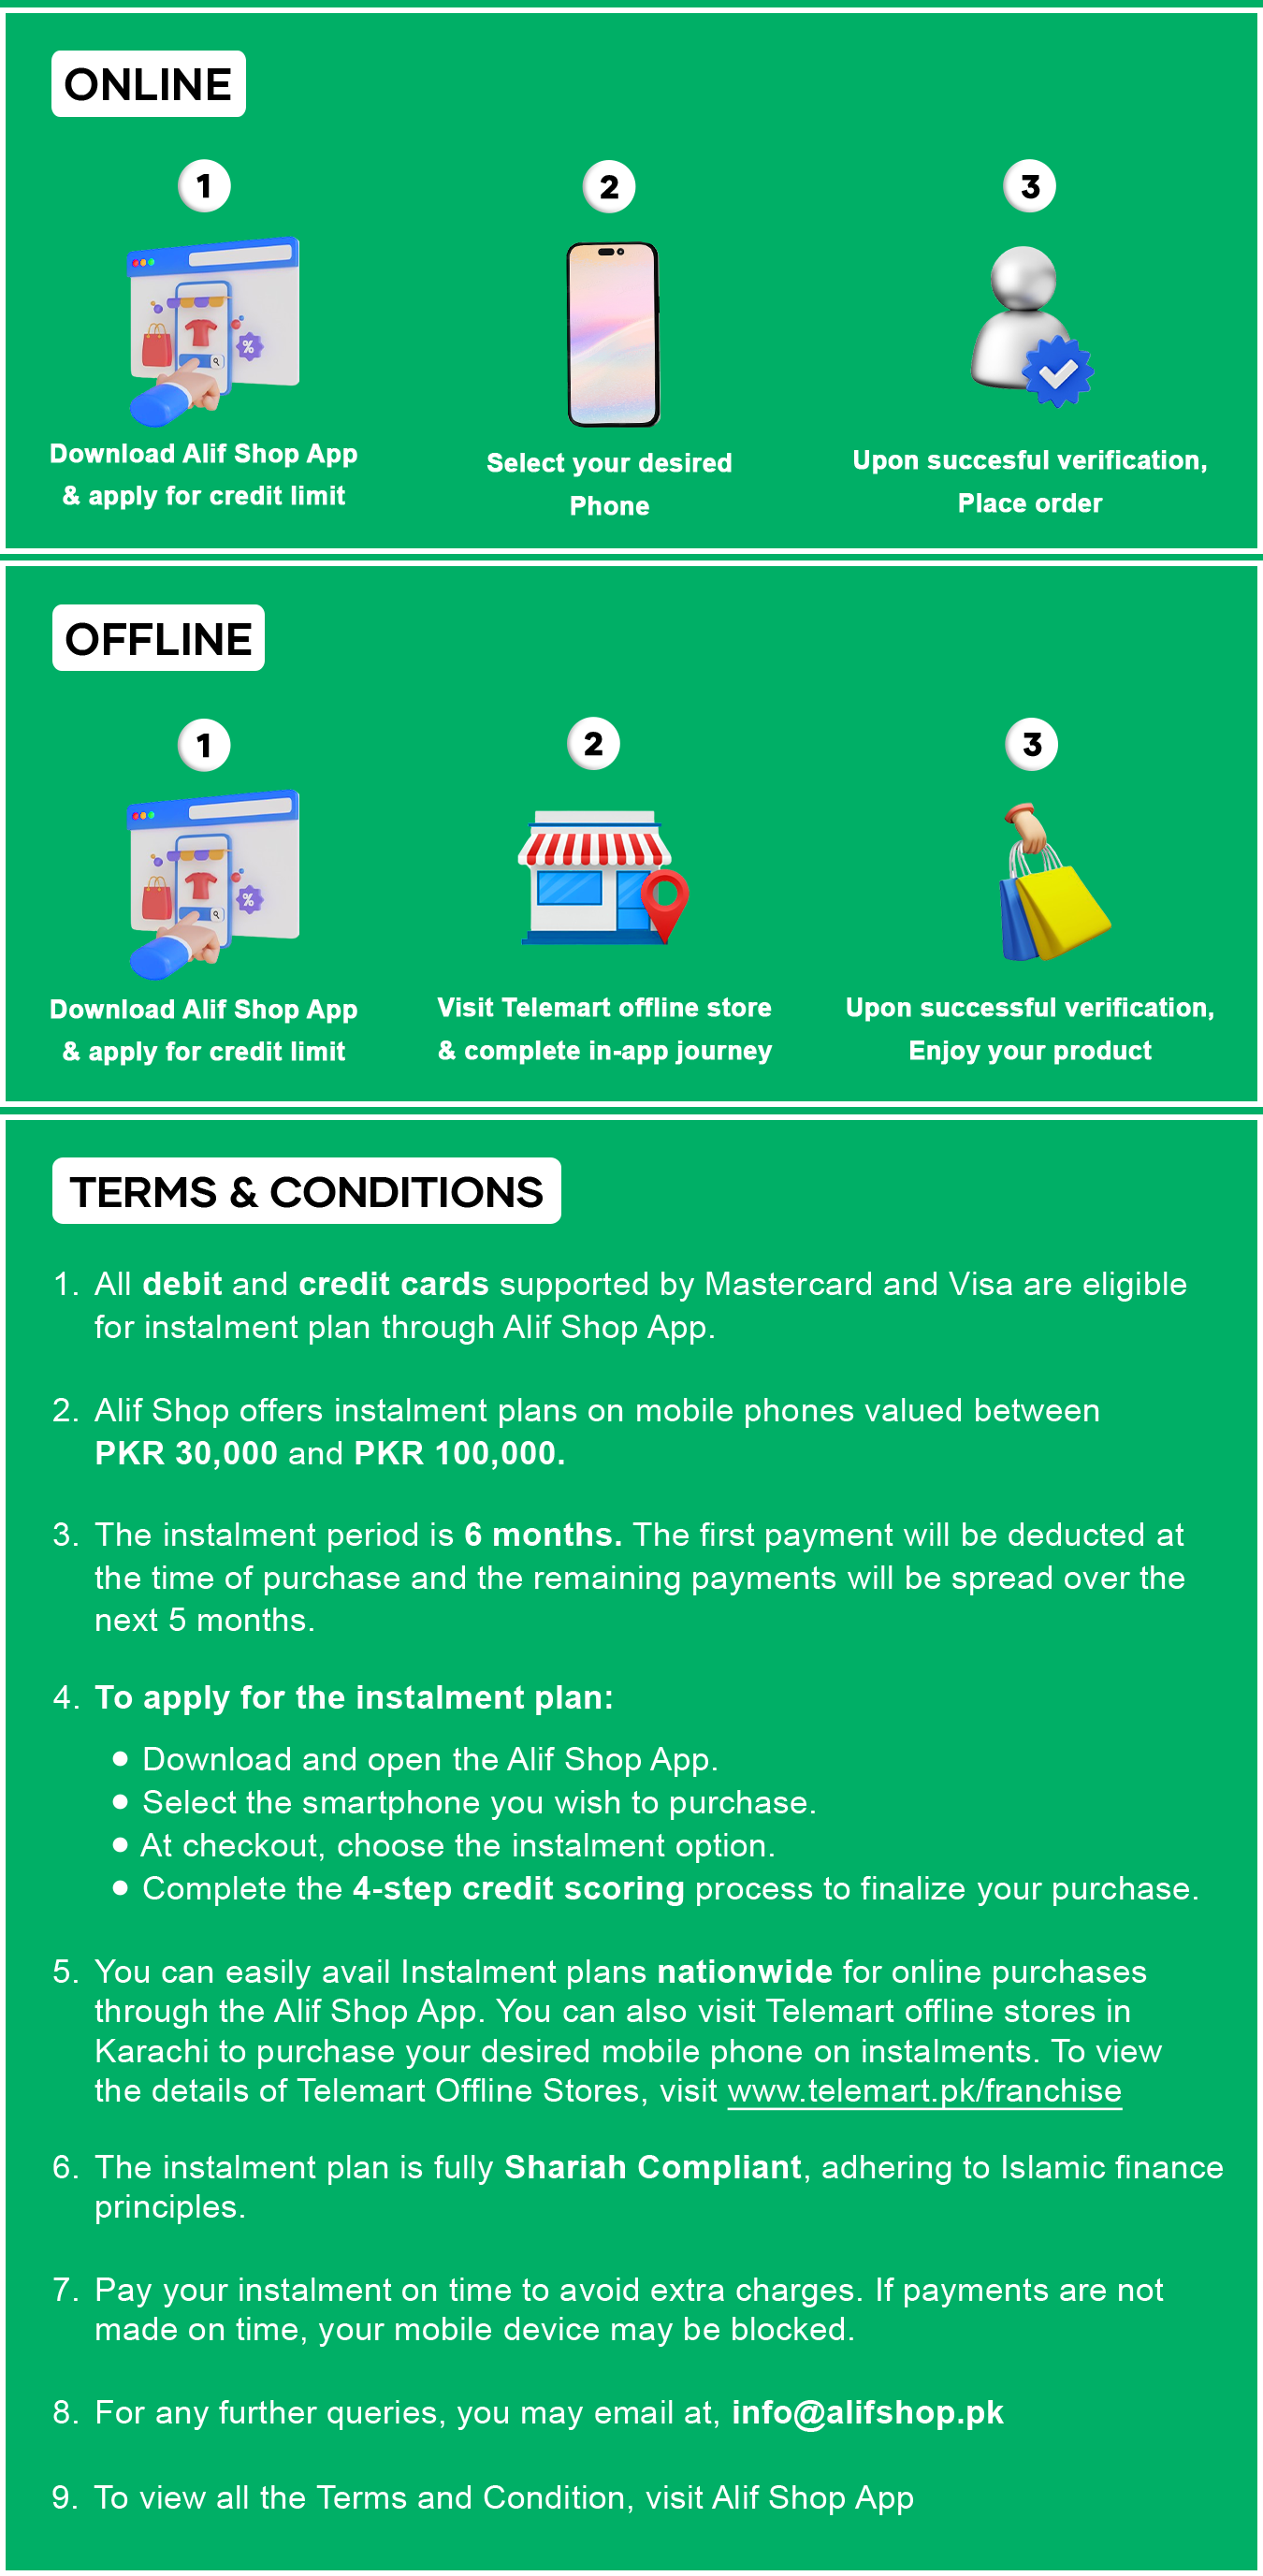 ONLINE
1
2
3
Download Alif Shop App
& apply for credit limit
Select your desired
Phone
Upon succesful verification,
Place order
OFFLINE
1
2
3
Download Alif Shop App
& apply for credit limit
Visit Telemart offline store
& complete in-app journey
Upon successful verification,
Enjoy your product
TERMS & CONDITIONS
1. All debit and credit cards supported by Mastercard and Visa are eligible
for instalment plan through Alif Shop App.
2. Alif Shop offers instalment plans on mobile phones valued between
PKR 30,000 and PKR 100,000.
3. The instalment period is 6 months. The first payment will be deducted at
the time of purchase and the remaining payments will be spread over the
next 5 months.
4. To apply for the instalment plan:
● Download and open the Alif Shop App.
● Select the smartphone you wish to purchase.
● At checkout, choose the instalment option.
● Complete the 4-step credit scoring process to finalize your purchase.
5. You can easily avail Instalment plans nationwide for online purchases
through the Alif Shop App. You can also visit Telemart offline stores in
Karachi to purchase your desired mobile phone on instalments. To view
the details of Telemart Offline Stores, visit www.telemart.pk/franchise
6. The instalment plan is fully Shariah Compliant, adhering to Islamic finance
principles.
7. Pay your instalment on time to avoid extra charges. If payments are not
made on time, your mobile device may be blocked.
8. For any further queries, you may email at, info@alifshop.pk
9. To view all the Terms and Condition, visit Alif Shop App